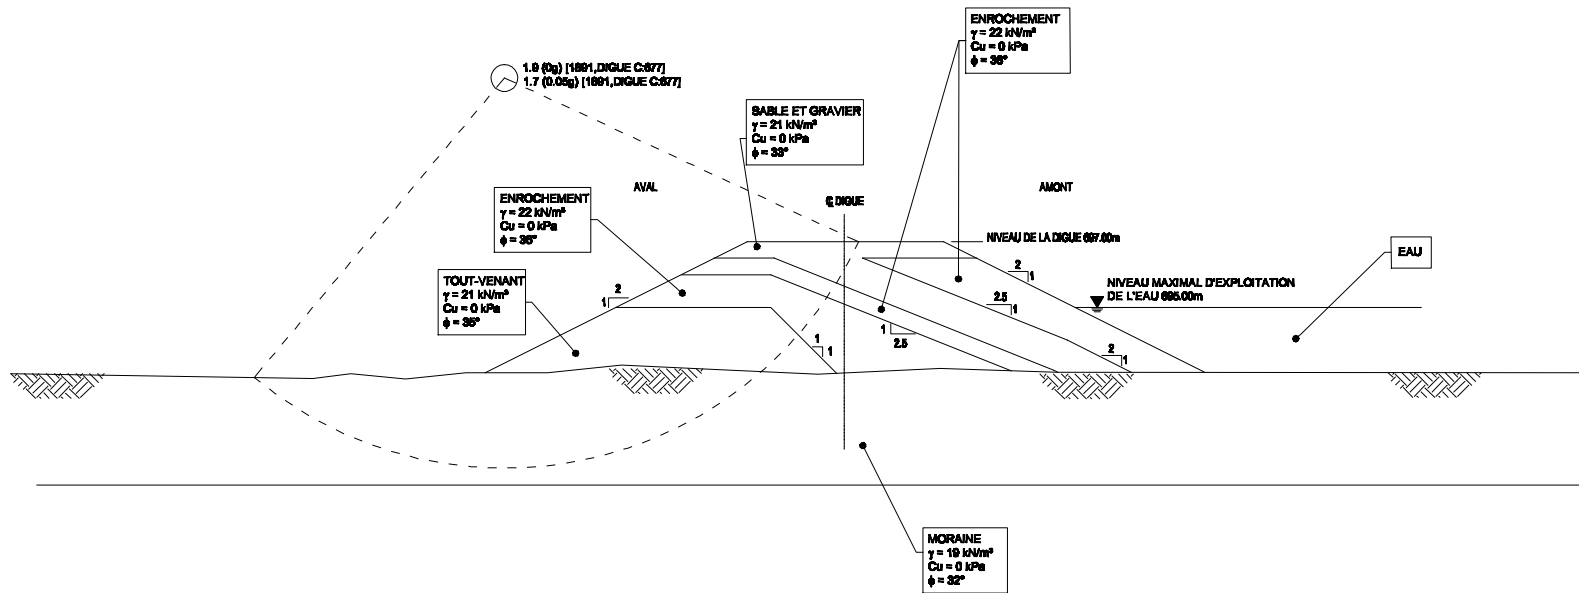 ENROCHEMENT
γ = 22 kN/m³
Cu = 0 kPa
ϕ = 36°
1.9 (0g) [1891,DIGUE C:677]
1.7 (0.05g) [1891,DIGUE C:677]
SABLE ET GRAVIER
γ = 21 kN/m³
Cu = 0 kPa
ϕ = 33°
AVAL
AMONT
ENROCHEMENT
γ = 22 kN/m³
Cu = 0 kPa
ϕ = 36°
℄ DIGUE
NIVEAU DE LA DIGUE 697.00m
EAU
TOUT-VENANT
γ = 21 kN/m³
Cu = 0 kPa
ϕ = 35°
2
1
2
1
NIVEAU MAXIMAL D'EXPLOITATION
DE L'EAU 695.00m
2.5
1
1
2.5
1
1
2
1
MORAINE
γ = 19 kN/m³
Cu = 0 kPa
ϕ = 32°